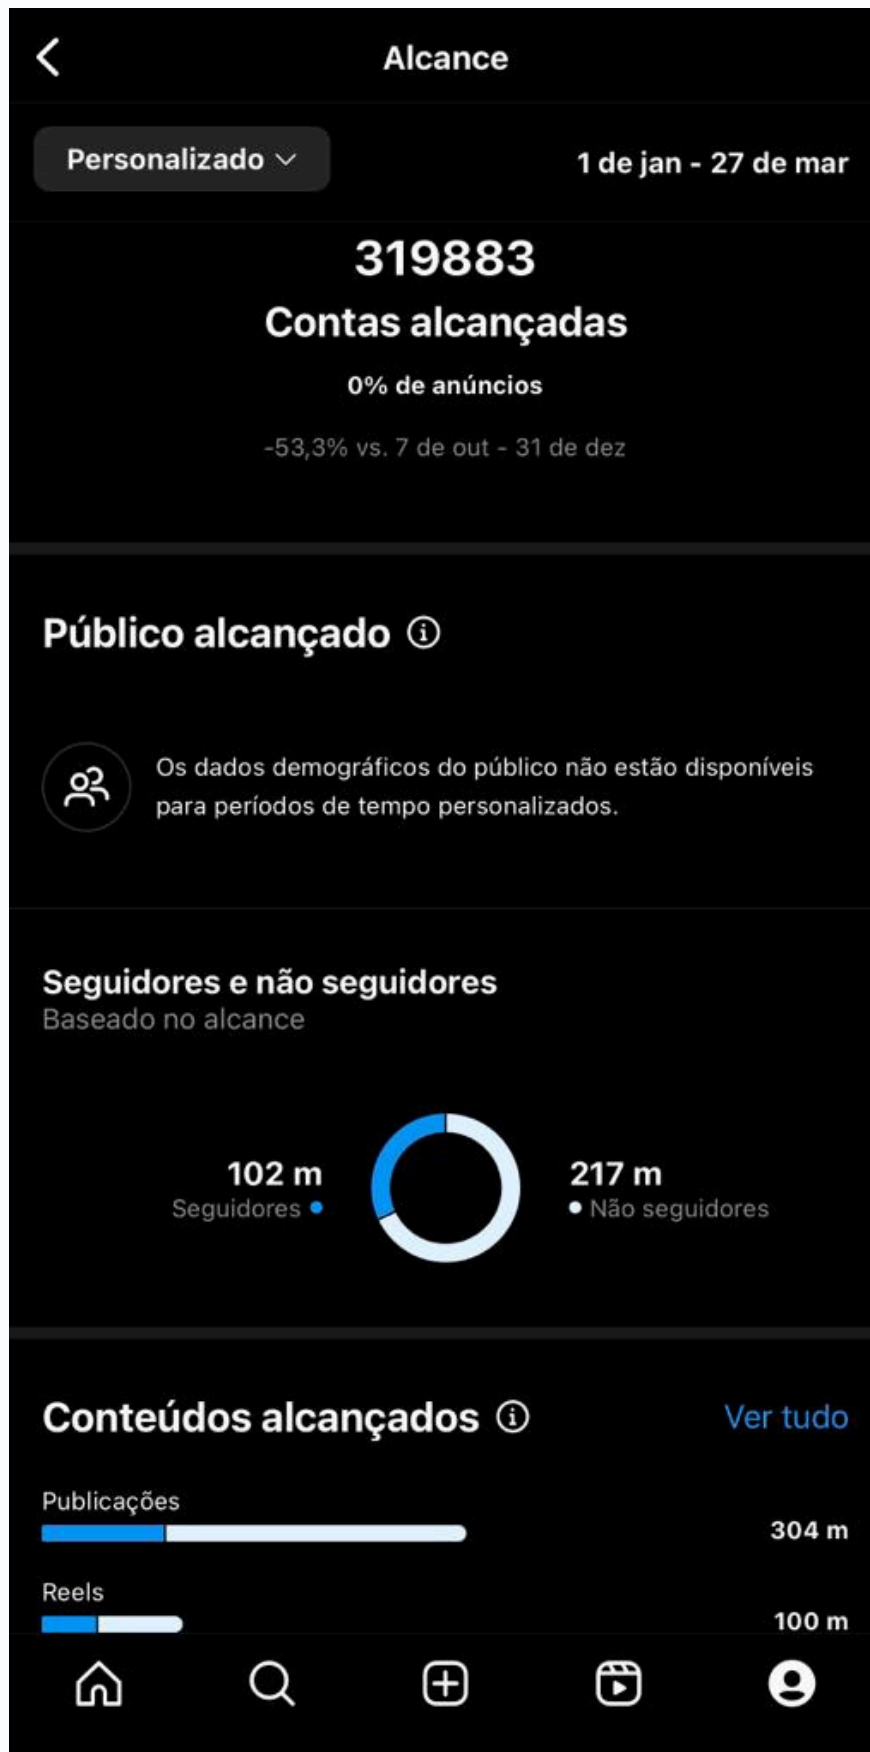 Alcance
Personalizado
1 de jan - 27 de mar
319883
Contas alcançadas
0% de anúncios
-53,3% vs. 7 de out - 31 de dez
Público alcançado
Os dados demográficos do público não estão disponíveis
para períodos de tempo personalizados.
Seguidores e não seguidores
Baseado no alcance
102 m
Seguidores
217 m
Não seguidores
Conteúdos alcançados
Ver tudo
Publicações
304 m
Reels
100 m